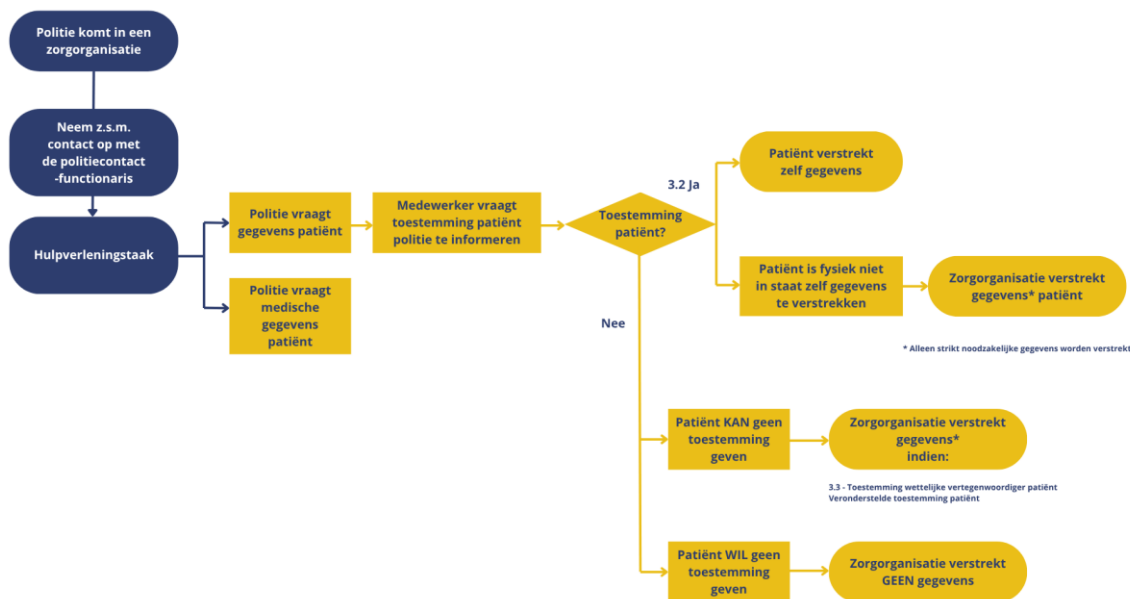 Politie komt in een
zorgorganisatie
Neem z.s.m.
contact op met
de politiecontact
-functionaris
Hulpverleningstaak
Politie vraagt
gegevens patiënt
Politie vraagt
medische
gegevens
patiënt
Medewerker vraagt
toestemming patiënt
politie te informeren
Toestemming
patiënt?
3.2 Ja
Patiënt verstrekt
zelf gegevens
Patiënt is fysiek niet
in staat zelf gegevens
te verstrekken
Zorgorganisatie verstrekt
gegevens* patiënt
* Alleen strikt noodzakelijke gegevens worden verstrekt
Nee
Patiënt KAN geen
toestemming
geven
Zorgorganisatie verstrekt
gegevens*
indien:
3.3 - Toestemming wettelijke vertegenwoordiger patiënt
Veronderstelde toestemming patiënt
Patiënt WIL geen
toestemming
geven
Zorgorganisatie verstrekt
GEEN gegevens